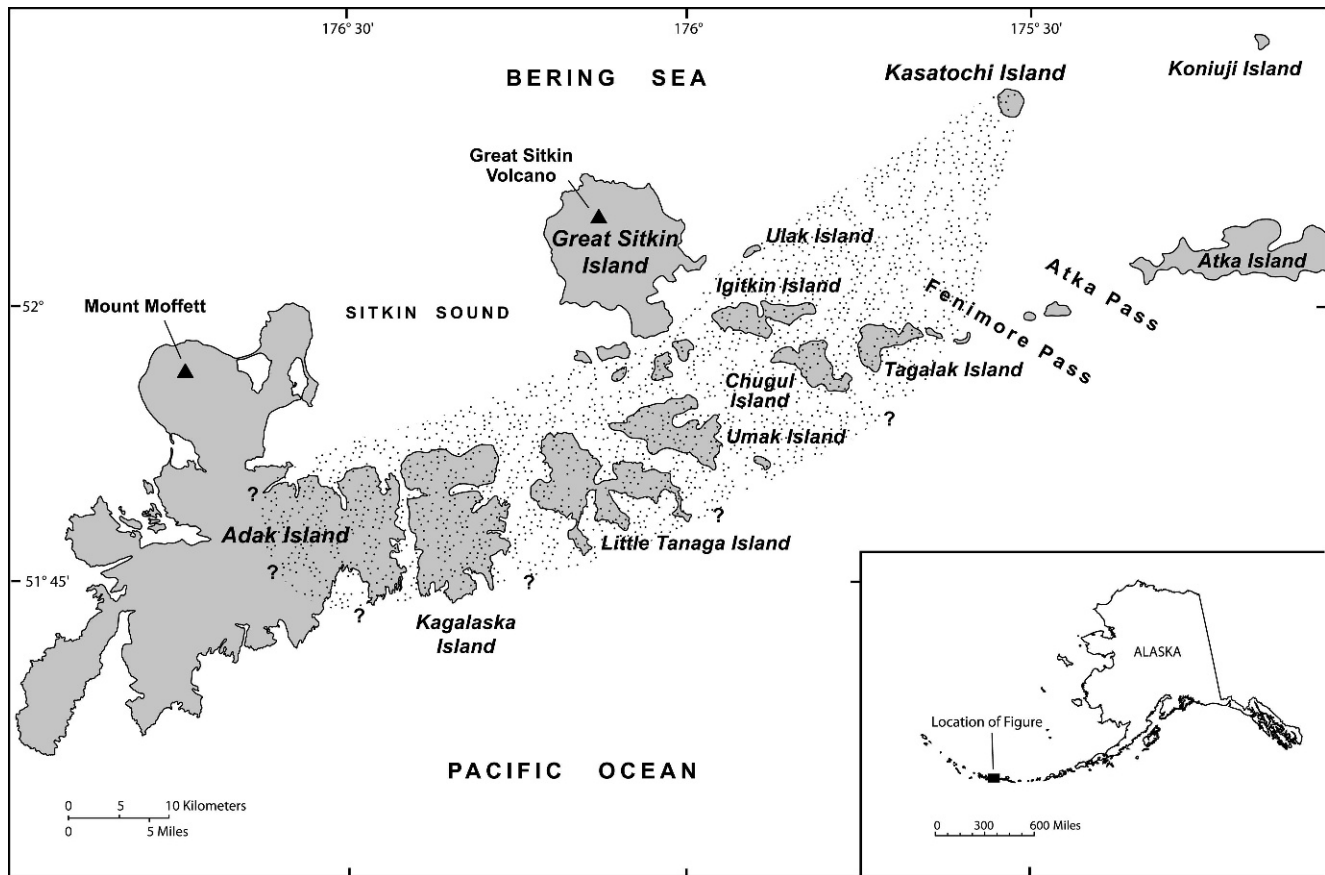 176° 30'
176°
175° 30'
BERING SEA
Kasatochi Island
Koniuji Island
Great Sitkin
Volcano
Great Sitkin
Island
Ulak Island
Atka Island
Igitkin Island
Atka Pass
Fenimore Pass
52°
Mount Moffett
SITKIN SOUND
Tagalak Island
Chugul
Island
?
Umak Island
?
?
Adak Island
Little Tanaga Island
?
?
?
51° 45'
Kagalaska
Island
PACIFIC OCEAN
0 5 10 Kilometers
0 5 Miles
ALASKA
Location of Figure
0 300 600 Miles